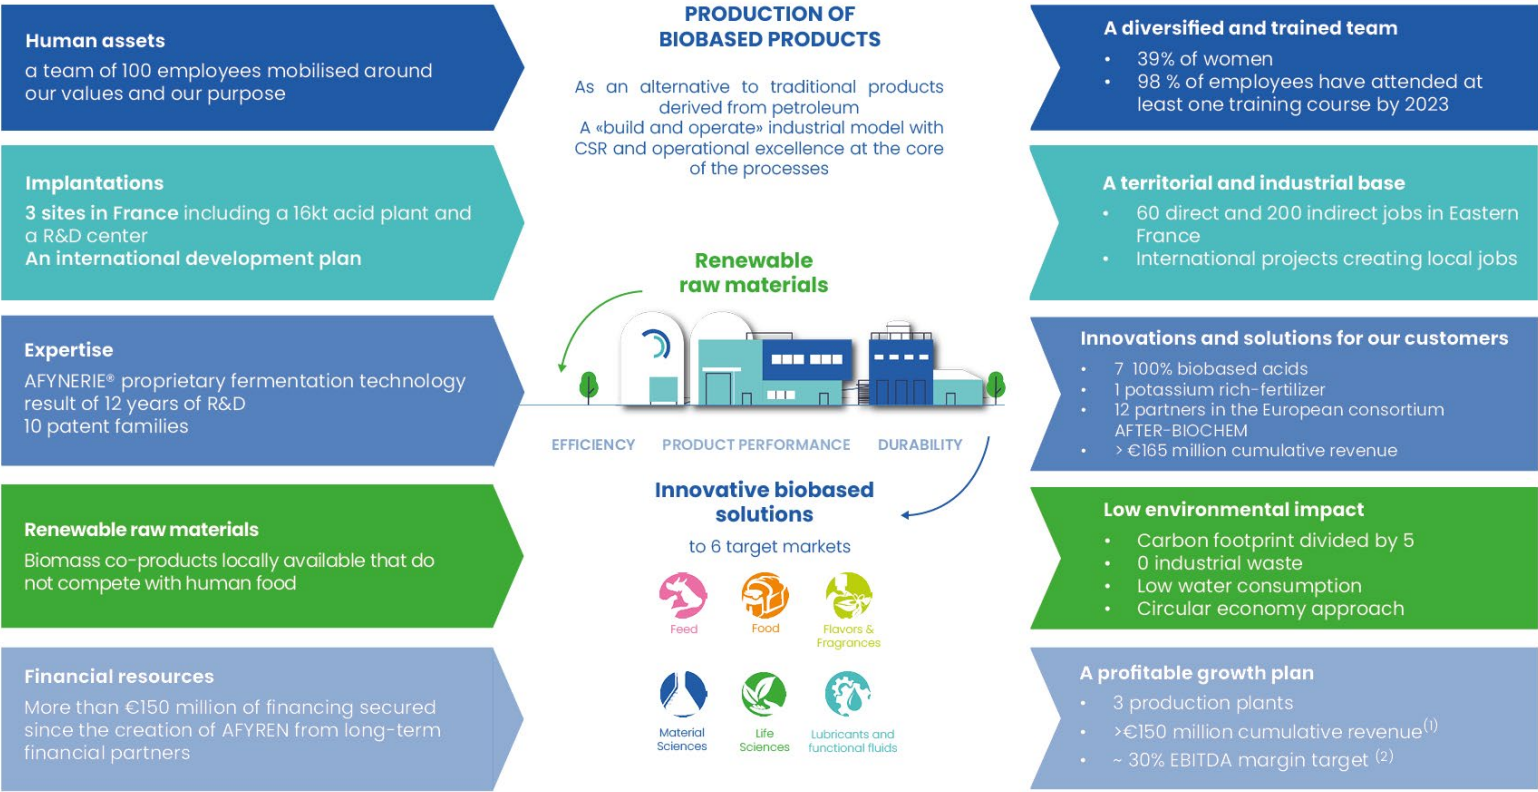 Human assets
a team of 100 employees mobilised around
our values and our purpose
Implantations
3 sites in France including a 16kt acid plant and
a R&D center
An international development plan
Expertise
AFYNERIE® proprietary fermentation technology
result of 12 years of R&D
10 patent families
Renewable raw materials
Biomass co-products locally available that do
not compete with human food
Financial resources
More than €150 million of financing secured
since the creation of AFYREN from long-term
financial partners
PRODUCTION OF
BIOBASED PRODUCTS
As an alternative to traditional products
derived from petroleum
A «build and operate» industrial model with
CSR and operational excellence at the core
of the processes
Renewable
raw materials
EFFICIENCY PRODUCT PERFORMANCE DURABILITY
Innovative biobased
solutions
to 6 target markets
Feed
Food
Flavors &
Fragrances
Material
Sciences
Life
Sciences
Lubricants and
functional fluids
A diversified and trained team
• 39% of women
• 98 % of employees have attended at
least one training course by 2023
A territorial and industrial base
• 60 direct and 200 indirect jobs in Eastern
France
• International projects creating local jobs
Innovations and solutions for our customers
• 7 100% biobased acids
• 1 potassium rich-fertilizer
• 12 partners in the European consortium
AFTER-BIOCHEM
• > €165 million cumulative revenue
Low environmental impact
• Carbon footprint divided by 5
• 0 industrial waste
• Low water consumption
• Circular economy approach
A profitable growth plan
• 3 production plants
• >€150 million cumulative revenue(1)
• ~ 30% EBITDA margin target (2)